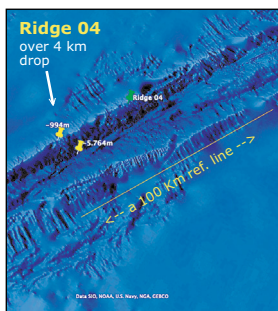 Ridge 04
over 4 km
drop
Ridge 04
-994m
-5.764m
<-- a 100 Km ref. line -->
Data SIO, NOAA, U.S. Navy, NGA, GEBCO